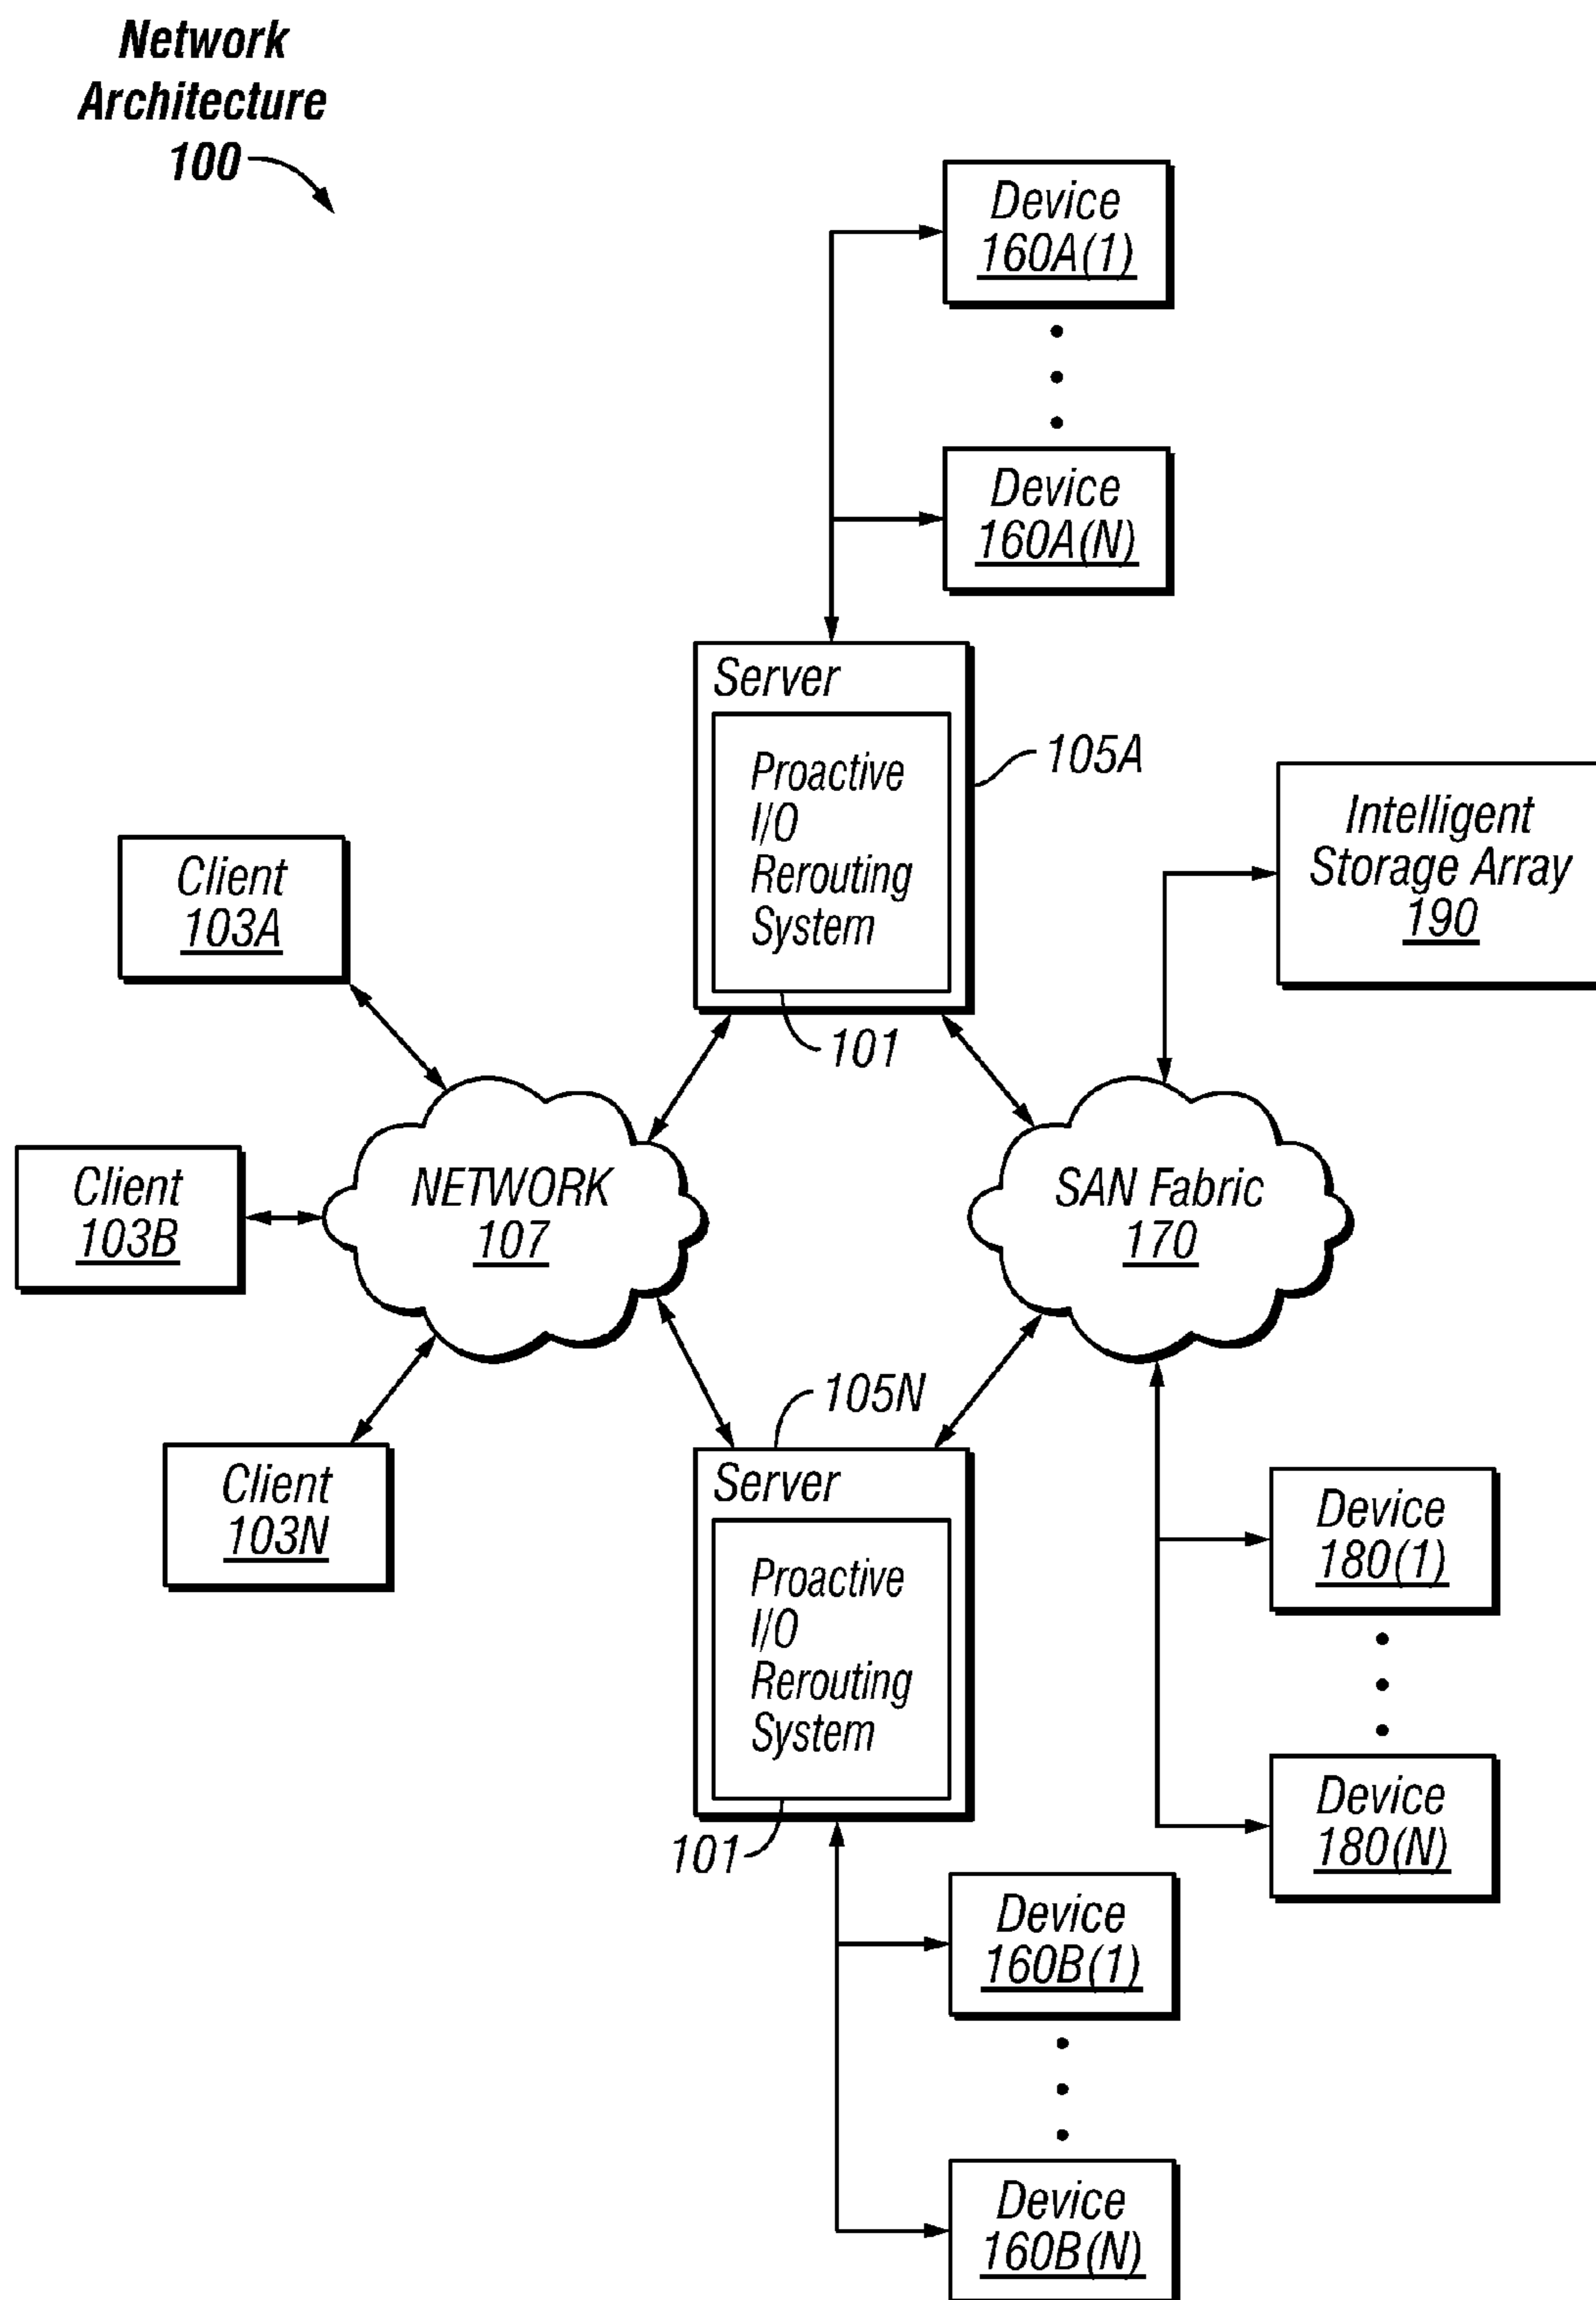 Network
Architecture
100
Device
160A(1)
Device
160A(N)
Server
Proactive
I/O
Rerouting
System
105A
101
Intelligent
Storage Array
190
Client
103A
Client
103B
Client
103N
NETWORK
107
SAN Fabric
170
105N
Server
Proactive
I/O
Rerouting
System
101
Device
180(1)
Device
180(N)
Device
160B(1)
Device
160B(N)